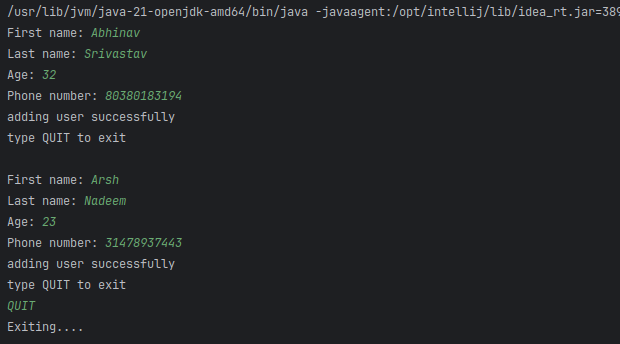 /usr/lib/jvm/java-21-openjdk-amd64/bin/java -javaagent:/opt/intellij/lib/idea_rt.jar=389
First name: Abhinav
Last name: Srivastav
Age: 32
Phone number: 80380183194
adding user successfully
type QUIT to exit
First name: Arsh
Last name: Nadeem
Age: 23
Phone number: 31478937443
adding user successfully
type QUIT to exit
QUIT
Exiting....